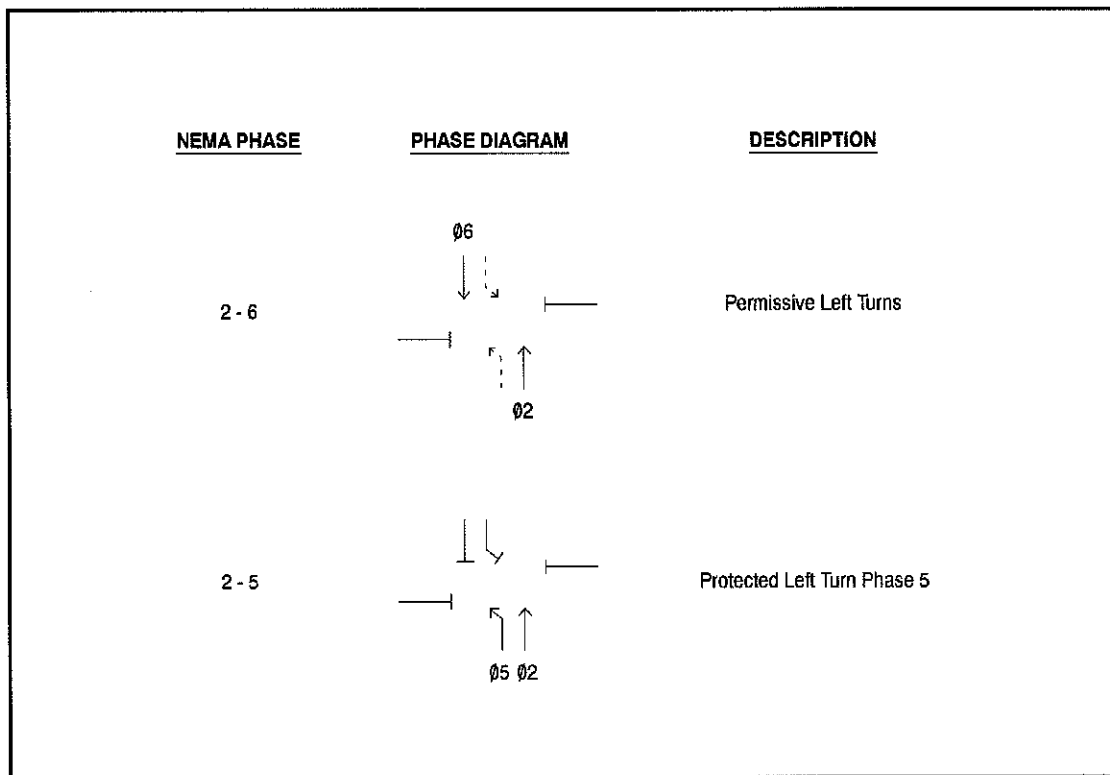 NEMA PHASE PHASE DIAGRAM DESCRIPTION
Ø6
2 - 6
Permissive Left Turns
Ø2
2 - 5
Protected Left Turn Phase 5
Ø5 Ø2